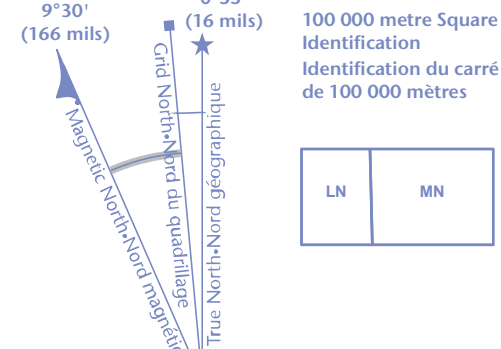 9°30'
(166 mils)
(16 mils)
Grid North•Nord du quadrillage
Magnetic North•Nord
True North•Nord géographique
100 000 metre Square
Identification
Identification du carré
de 100 000 mètres
LN
MN